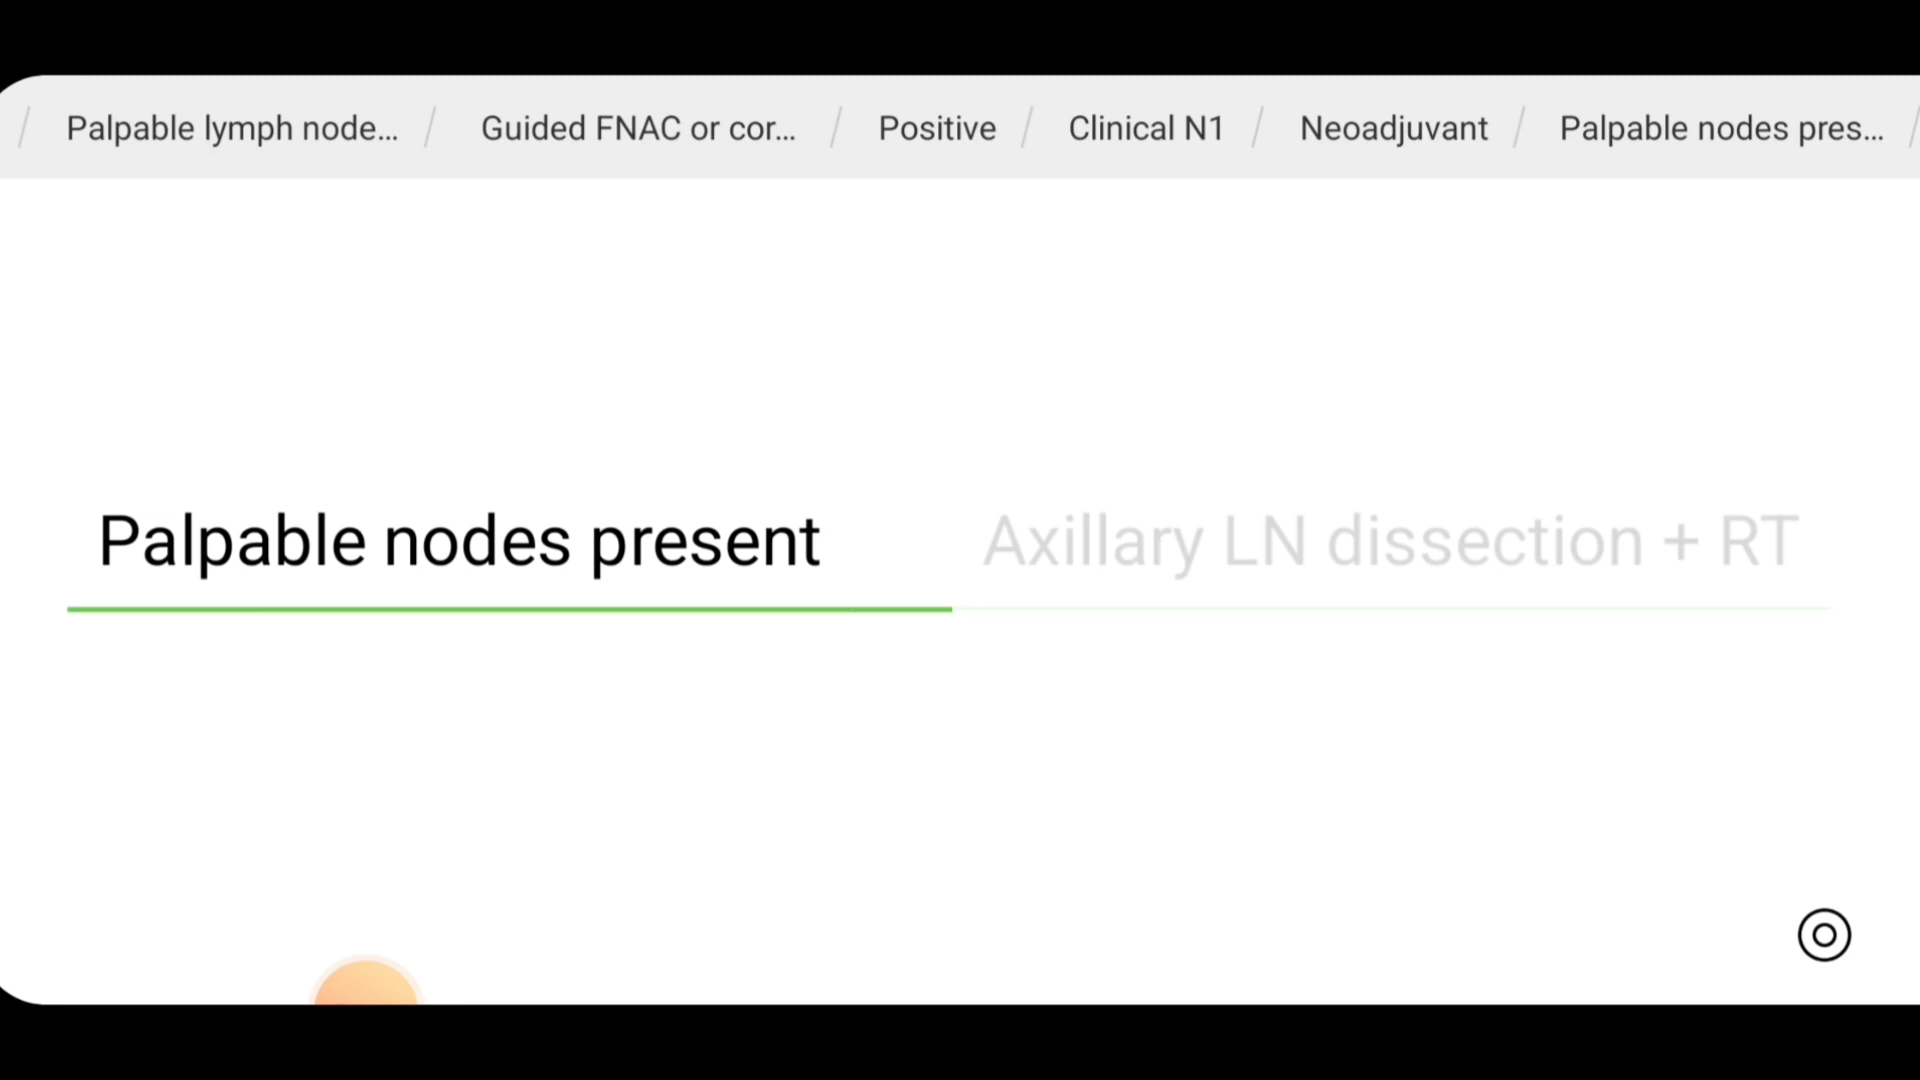 / Palpable lymph node... / Guided FNAC or cor... / Positive / Clinical N1 / Neoadjuvant / Palpable nodes pres... /
Palpable nodes present Axillary LN dissection + RT